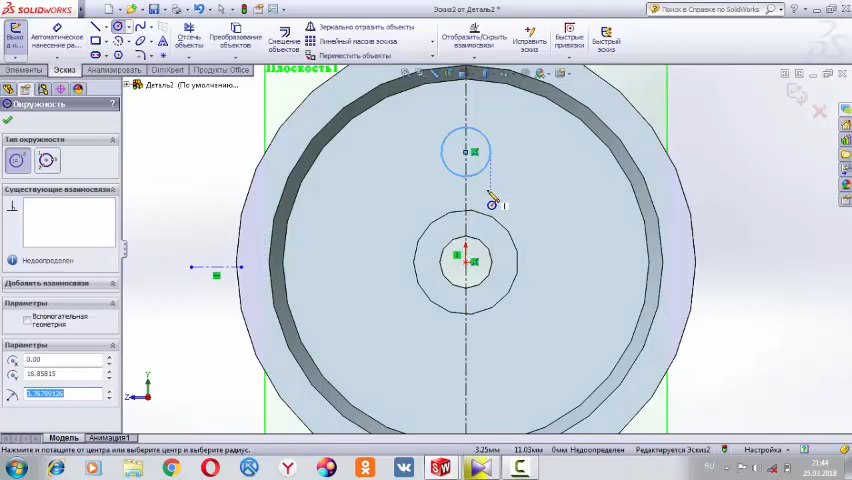 SOLIDWORKS
Эскиз2 от Деталь2 *
Поиск в Справке по SolidWorks
Выхо
д и...
Автоматическое
нанесение ра...
Отсечь
объекты
Преобразование
объектов
Смещение
объектов
Зеркально отразить объекты
Линейный массив эскиза
Переместить объекты
Отобразить/Скрыть
взаимосвязи
Исправить
эскиз
Быстрые
привязки
Быстрый
эскиз
Элементы
Эскиз
Анализировать
DimXpert
Продукты Office
Плоскость1
Деталь2 (По умолчанию...
Окружность
?
Тип окружности
Существующие взаимосвязи
Недоопределен
Добавить взаимосвязи
Параметры
Вспомогательная
геометрия
Параметры
0.00
16.85815
3.76799126
Y
Z
Модель
Анимация1
Нажмите и потащите от центра или выберите центр и выберите радиус.
3.25мм
11.03мм
0мм
Недоопределен
Редактируется Эскиз2
Настройка
RU
21:44
25.03.2018